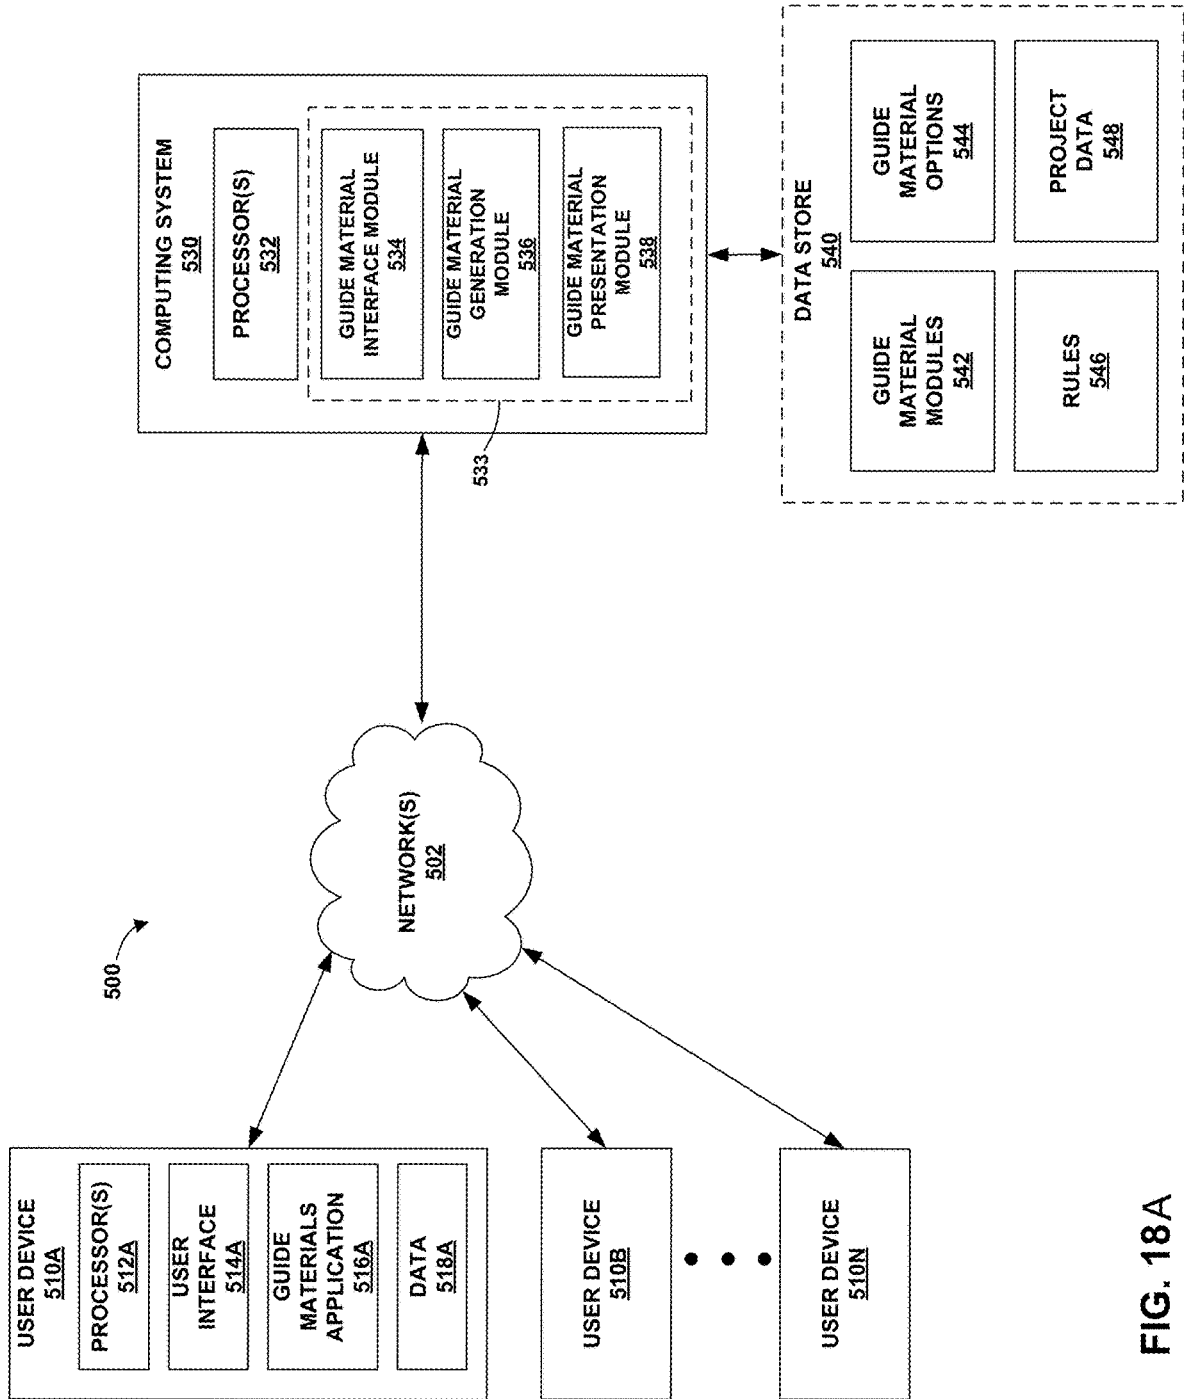 500
USER DEVICE
510A
PROCESSOR(S)
512A
USER
INTERFACE
514A
GUIDE
MATERIALS
APPLICATION
516A
DATA
518A
USER DEVICE
510B
USER DEVICE
510N
NETWORK(S)
502
COMPUTING SYSTEM
530
PROCESSOR(S)
532
533
GUIDE MATERIAL
INTERFACE MODULE
534
GUIDE MATERIAL
GENERATION
MODULE
536
GUIDE MATERIAL
PRESENTATION
MODULE
538
DATA STORE
540
GUIDE
MATERIAL
MODULES
542
GUIDE
MATERIAL
OPTIONS
544
RULES
546
PROJECT
DATA
548
FIG. 18A